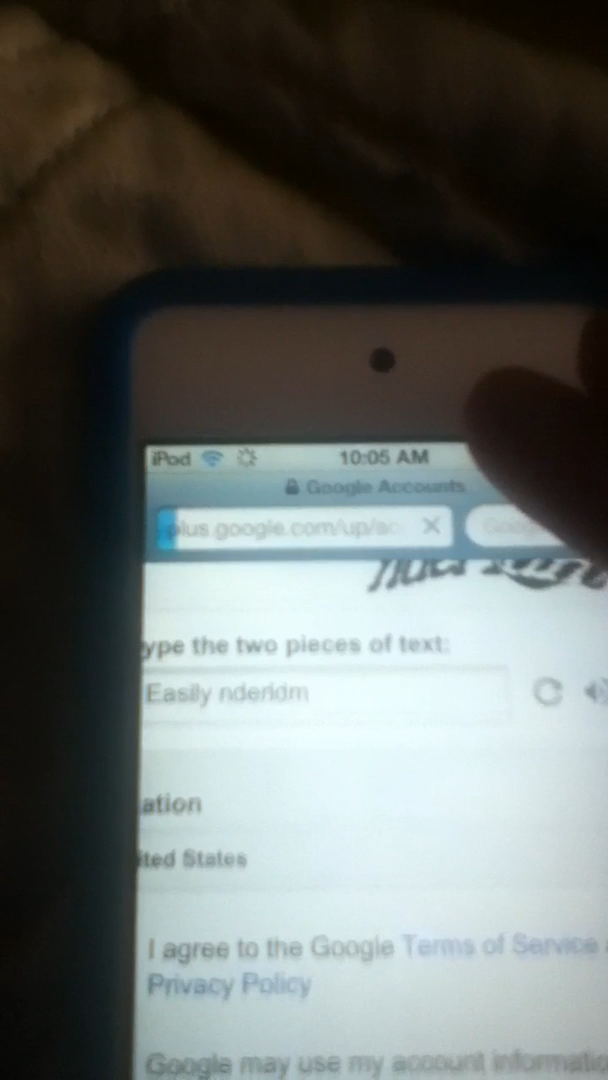 iPod 10:05 AM
Google Accounts
plus.google.com/up/ac
ype the two pieces of text:
Easily nderldm
ation
ited States
I agree to the Google Terms of Service
Privacy Policy
Google may use my account informatio